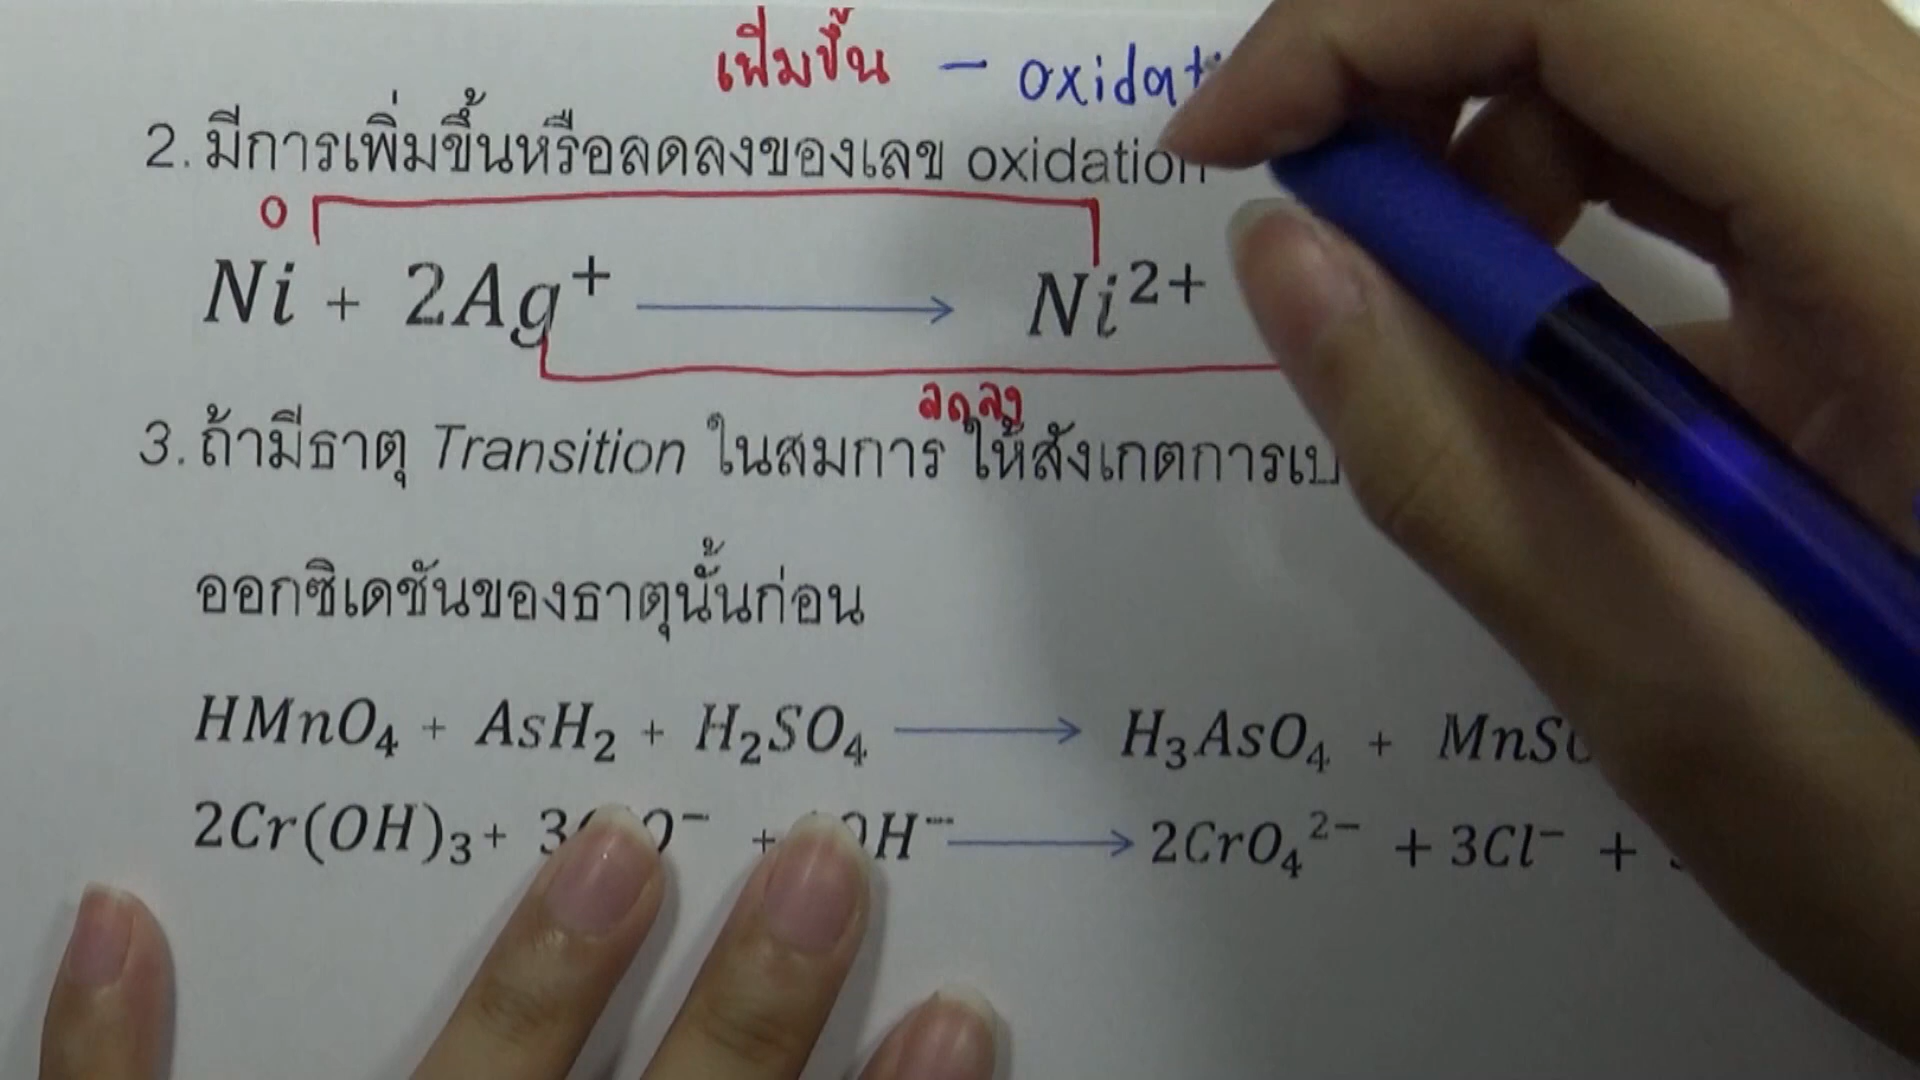 เพิ่มขึ้น - oxidati
2. มีการเพิ่มขึ้นหรือลดลงของเลข oxidation
0
Ni + 2Ag⁺ → Ni²⁺
ลดลง
3. ถ้ามีธาตุ Transition ในสมการ ให้สังเกตการเป
ออกซิเดชันของธาตุนั้นก่อน
HMnO₄ + AsH₂ + H₂SO₄ → H₃AsO₄ + MnS
2Cr(OH)₃ + 3 O⁻ + OH⁻ → 2CrO₄²⁻ + 3Cl⁻ +